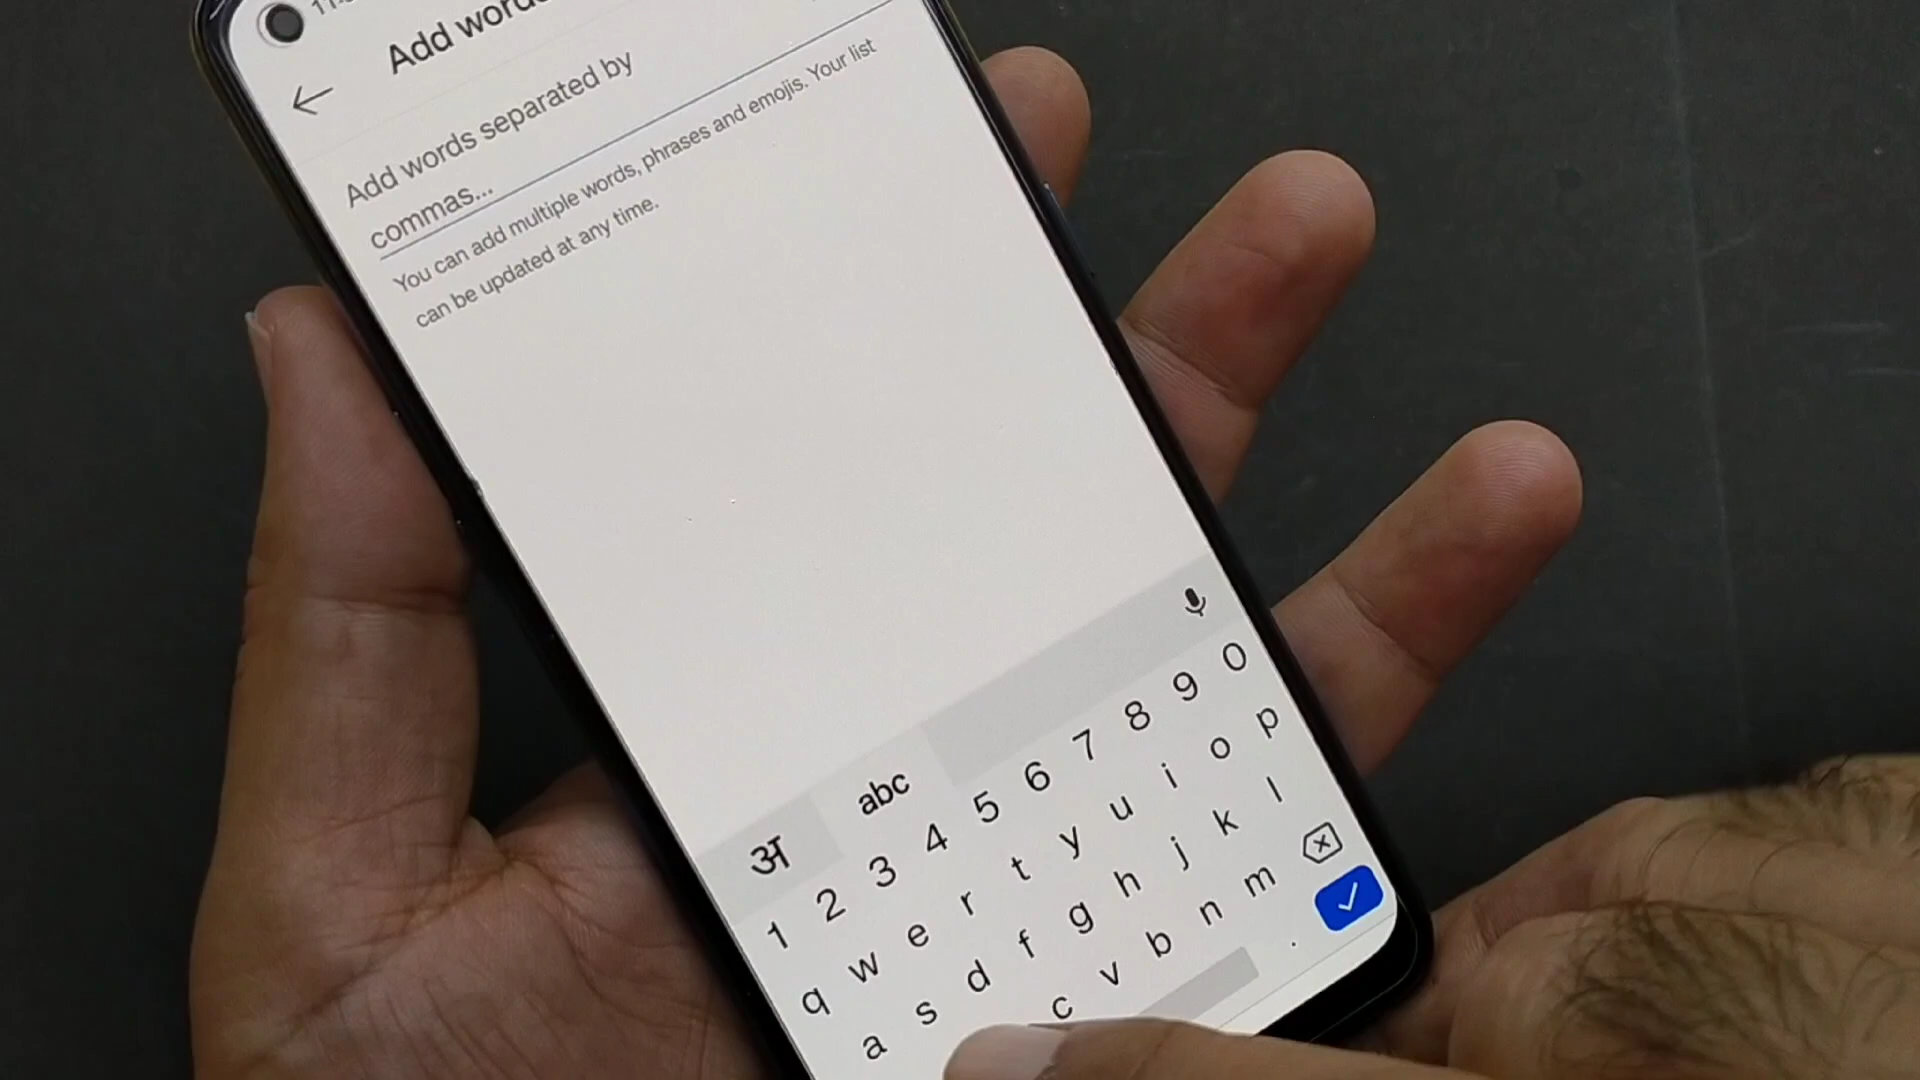 Add words
Add words separated by
commas...
You can add multiple words, phrases and emojis. Your list
can be updated at any time.
अ abc
1 2 3 4 5 6 7 8 9 0
q w e r t y u i o p
a s d f g h j k l
c v b n m
.